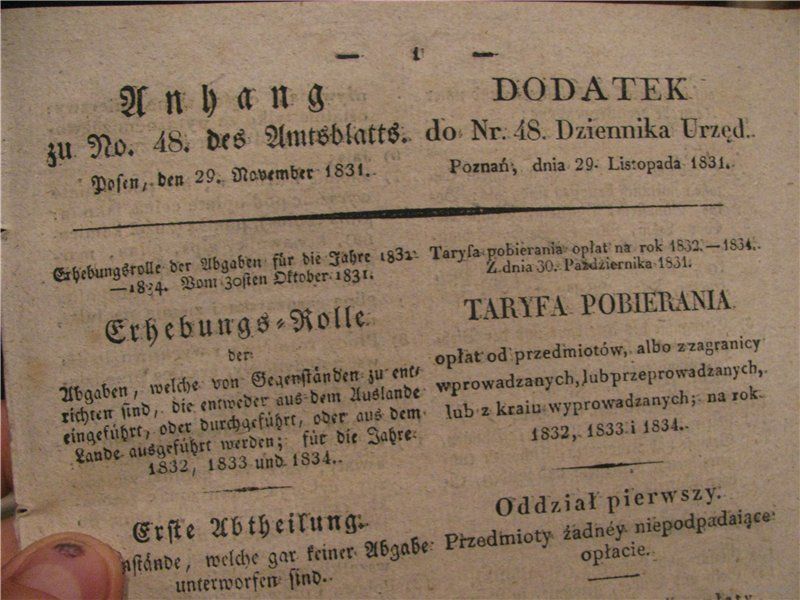 — 1 —
Anhang
zu No. 48. des Amtsblatts.
Posen, den 29. November 1831.
Erhebungsrolle der Abgaben für die Jahre 1832
—1834. Vom 30sten Oktober 1831.
Erhebungs-Rolle
der
Abgaben, welche von Gegenständen zu ent-
richten sind, die entweder aus dem Auslande
eingeführt, oder durchgeführt, oder aus dem
Lande ausgeführt werden; für die Jahre
1832, 1833 und 1834.
Erste Abtheilung.
nstände, welche gar keiner Abgabe
unterworfen sind.
DODATEK
do Nr. 48. Dziennika Urzęd.
Poznań, dnia 29. Listopada 1831.
Taryfa pobierania opłat na rok 1832.—1834.
Z dnia 30. Października 1831.
TARYFA POBIERANIA
opłat od przedmiotów, albo z zagranicy
wprowadzanych, lub przeprowadzanych,
lub z kraiu wyprowadzanych; na rok
1832, 1833 i 1834.
Oddział pierwszy.
Przedmioty żadnéy niepodpadaiące
opłacie.